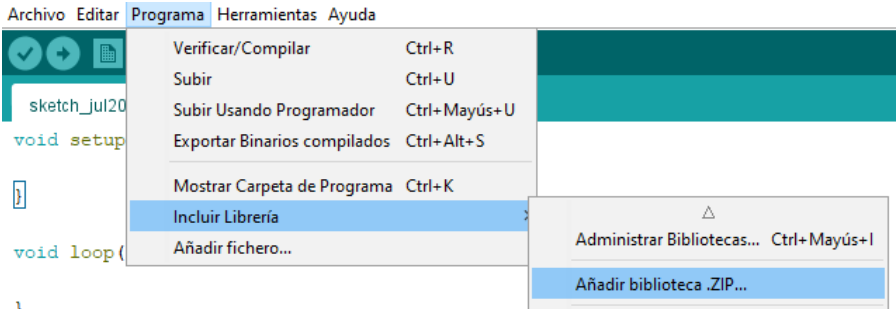 Archivo Editar Programa Herramientas Ayuda
Verificar/Compilar Ctrl+R
Subir Ctrl+U
sketch_jul20
Subir Usando Programador Ctrl+Mayús+U
void setup
Exportar Binarios compilados Ctrl+Alt+S
}
Mostrar Carpeta de Programa Ctrl+K
Incluir Librería
void loop(
Añadir fichero...
Administrar Bibliotecas... Ctrl+Mayús+I
Añadir biblioteca .ZIP...
}